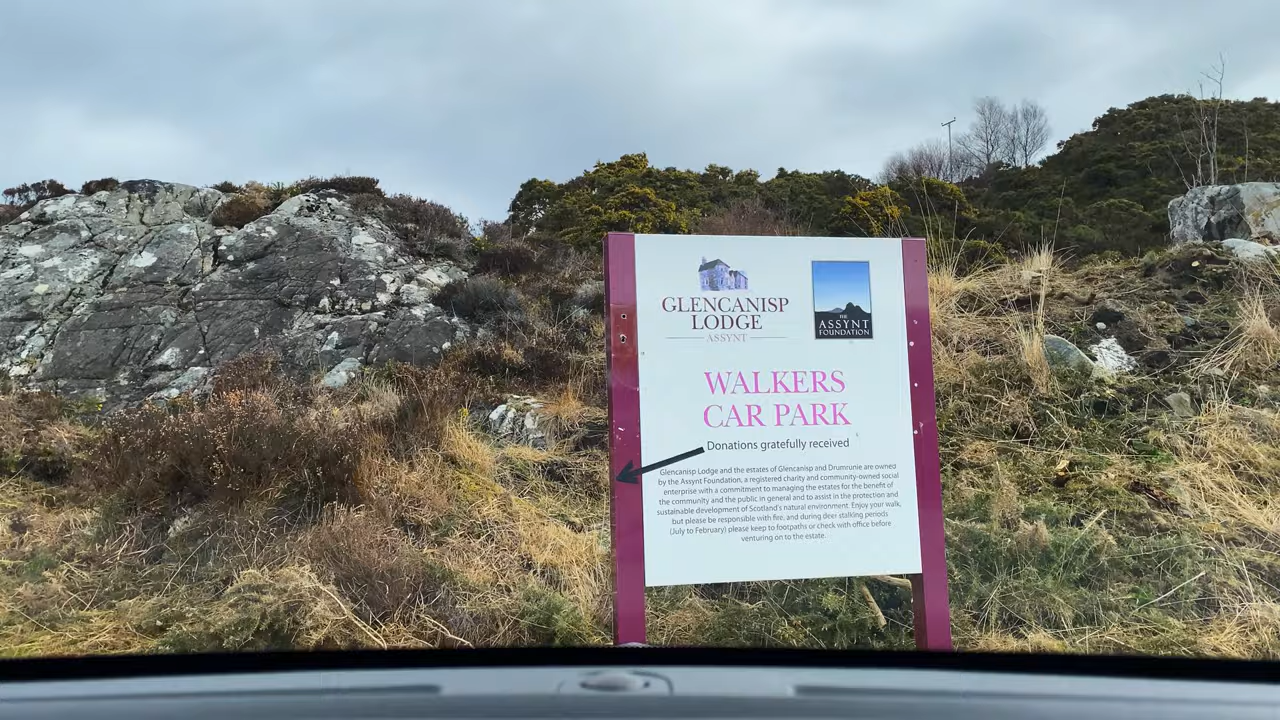 GLENCANISP
LODGE
ASSYNT
THE
ASSYNT
FOUNDATION
WALKERS
CAR PARK
Donations gratefully received
Glencanisp Lodge and the estates of Glencanisp and Drumrunie are owned
by the Assynt Foundation, a registered charity and community-owned social
enterprise with a commitment to managing the estates for the benefit of
the community and the public in general and to assist in the protection and
sustainable development of Scotland's natural environment. Enjoy your walk,
but please be responsible with fire, and during deer stalking periods
(July to February) please keep to footpaths or check with office before
venturing on to the estate.